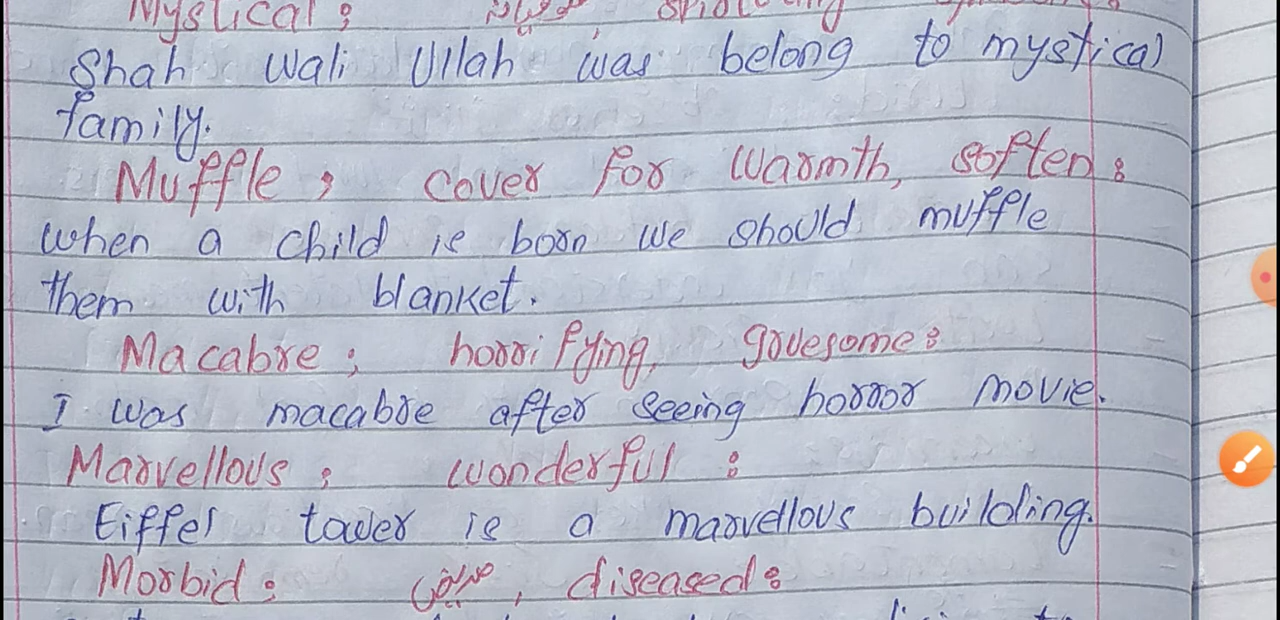 Mystical :
Shah Wali Ullah was belong to mystical
family.
Muffle ; cover for warmth, soften :
when a child is born we should muffle
them with blanket.
Macabre ; horrifying, gruesome :
I was macabre after seeing horror movie.
Marvellous ; wonderful :
Eiffel tower is a marvellous building.
Morbid : مریض , diseased :